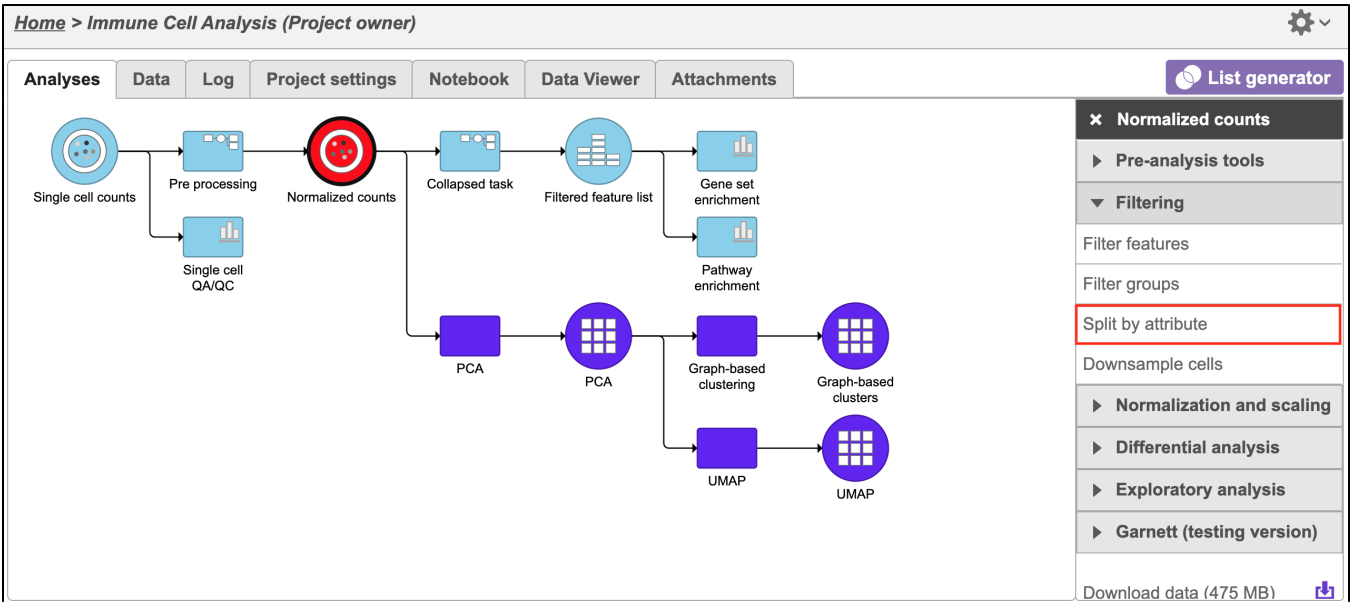 Home > Immune Cell Analysis (Project owner)
Analyses
Data
Log
Project settings
Notebook
Data Viewer
Attachments
List generator
Single cell counts
Pre processing
Normalized counts
Collapsed task
Filtered feature list
Gene set
enrichment
Single cell
QA/QC
Pathway
enrichment
PCA
PCA
Graph-based
clustering
Graph-based
clusters
UMAP
UMAP
Normalized counts
Pre-analysis tools
Filtering
Filter features
Filter groups
Split by attribute
Downsample cells
Normalization and scaling
Differential analysis
Exploratory analysis
Garnett (testing version)
Download data (475 MB)